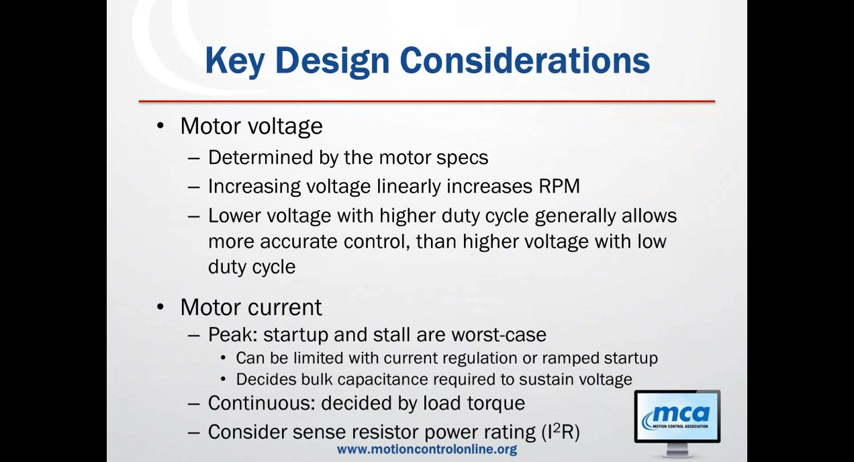 Key Design Considerations
• Motor voltage
– Determined by the motor specs
– Increasing voltage linearly increases RPM
– Lower voltage with higher duty cycle generally allows
more accurate control, than higher voltage with low
duty cycle
• Motor current
– Peak: startup and stall are worst-case
• Can be limited with current regulation or ramped startup
• Decides bulk capacitance required to sustain voltage
– Continuous: decided by load torque
– Consider sense resistor power rating (I²R)
mca
MOTION CONTROL ASSOCIATION
www.motioncontrolonline.org